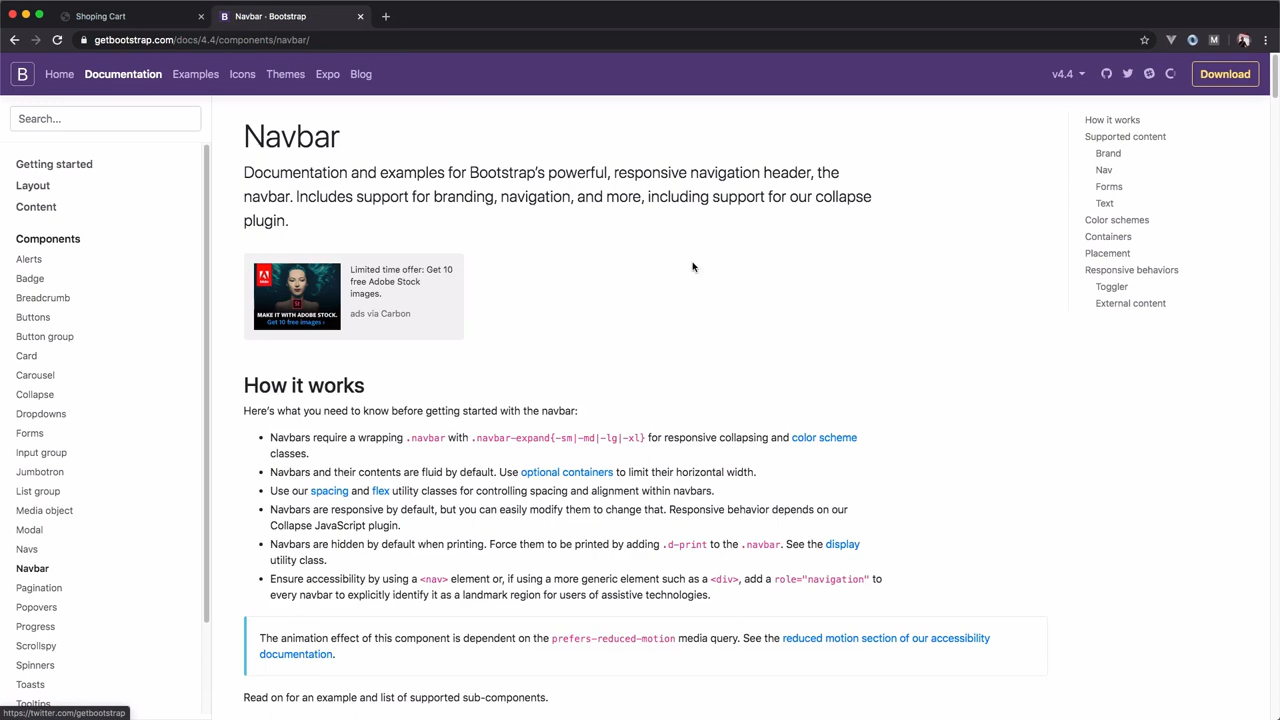 Shoping Cart
Navbar · Bootstrap
getbootstrap.com/docs/4.4/components/navbar/
B Home Documentation Examples Icons Themes Expo Blog v4.4 Download
Search...
Getting started
Layout
Content
Components
Alerts
Badge
Breadcrumb
Buttons
Button group
Card
Carousel
Collapse
Dropdowns
Forms
Input group
Jumbotron
List group
Media object
Modal
Navs
Navbar
Pagination
Popovers
Progress
Scrollspy
Spinners
Toasts
Tooltips
https://twitter.com/getbootstrap
Navbar
Documentation and examples for Bootstrap's powerful, responsive navigation header, the
navbar. Includes support for branding, navigation, and more, including support for our collapse
plugin.
MAKE IT WITH ADOBE STOCK.
Get 10 free images ›
Limited time offer: Get 10
free Adobe Stock
images.
ads via Carbon
How it works
Here's what you need to know before getting started with the navbar:
• Navbars require a wrapping .navbar with .navbar-expand{-sm|-md|-lg|-xl} for responsive collapsing and color scheme
classes.
• Navbars and their contents are fluid by default. Use optional containers to limit their horizontal width.
• Use our spacing and flex utility classes for controlling spacing and alignment within navbars.
• Navbars are responsive by default, but you can easily modify them to change that. Responsive behavior depends on our
Collapse JavaScript plugin.
• Navbars are hidden by default when printing. Force them to be printed by adding .d-print to the .navbar. See the display
utility class.
• Ensure accessibility by using a <nav> element or, if using a more generic element such as a <div>, add a role="navigation" to
every navbar to explicitly identify it as a landmark region for users of assistive technologies.
The animation effect of this component is dependent on the prefers-reduced-motion media query. See the reduced motion section of our accessibility
documentation.
Read on for an example and list of supported sub-components.
How it works
Supported content
Brand
Nav
Forms
Text
Color schemes
Containers
Placement
Responsive behaviors
Toggler
External content